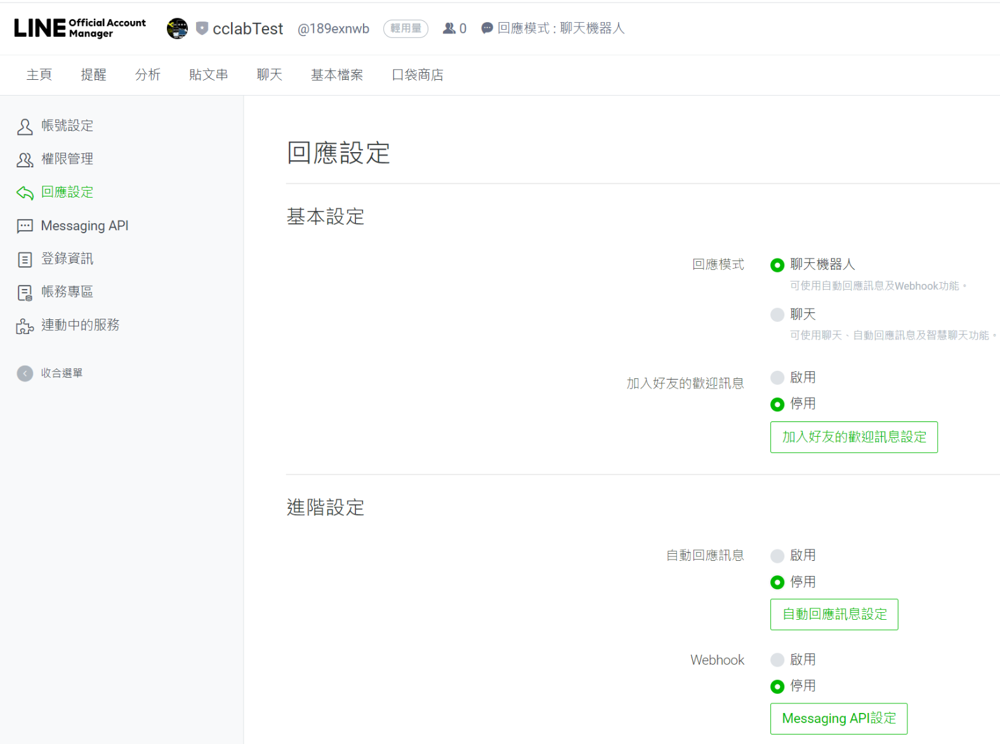 LINE Official Account Manager
cclabTest @189exnwb 輕用量 0 回應模式 : 聊天機器人
主頁 提醒 分析 貼文串 聊天 基本檔案 口袋商店
帳號設定
權限管理
回應設定
Messaging API
登錄資訊
帳務專區
連動中的服務
收合選單
回應設定
基本設定
回應模式 聊天機器人
可使用自動回應訊息及Webhook功能。
聊天
可使用聊天、自動回應訊息及智慧聊天功能。
加入好友的歡迎訊息 啟用
停用
加入好友的歡迎訊息設定
進階設定
自動回應訊息 啟用
停用
自動回應訊息設定
Webhook 啟用
停用
Messaging API設定